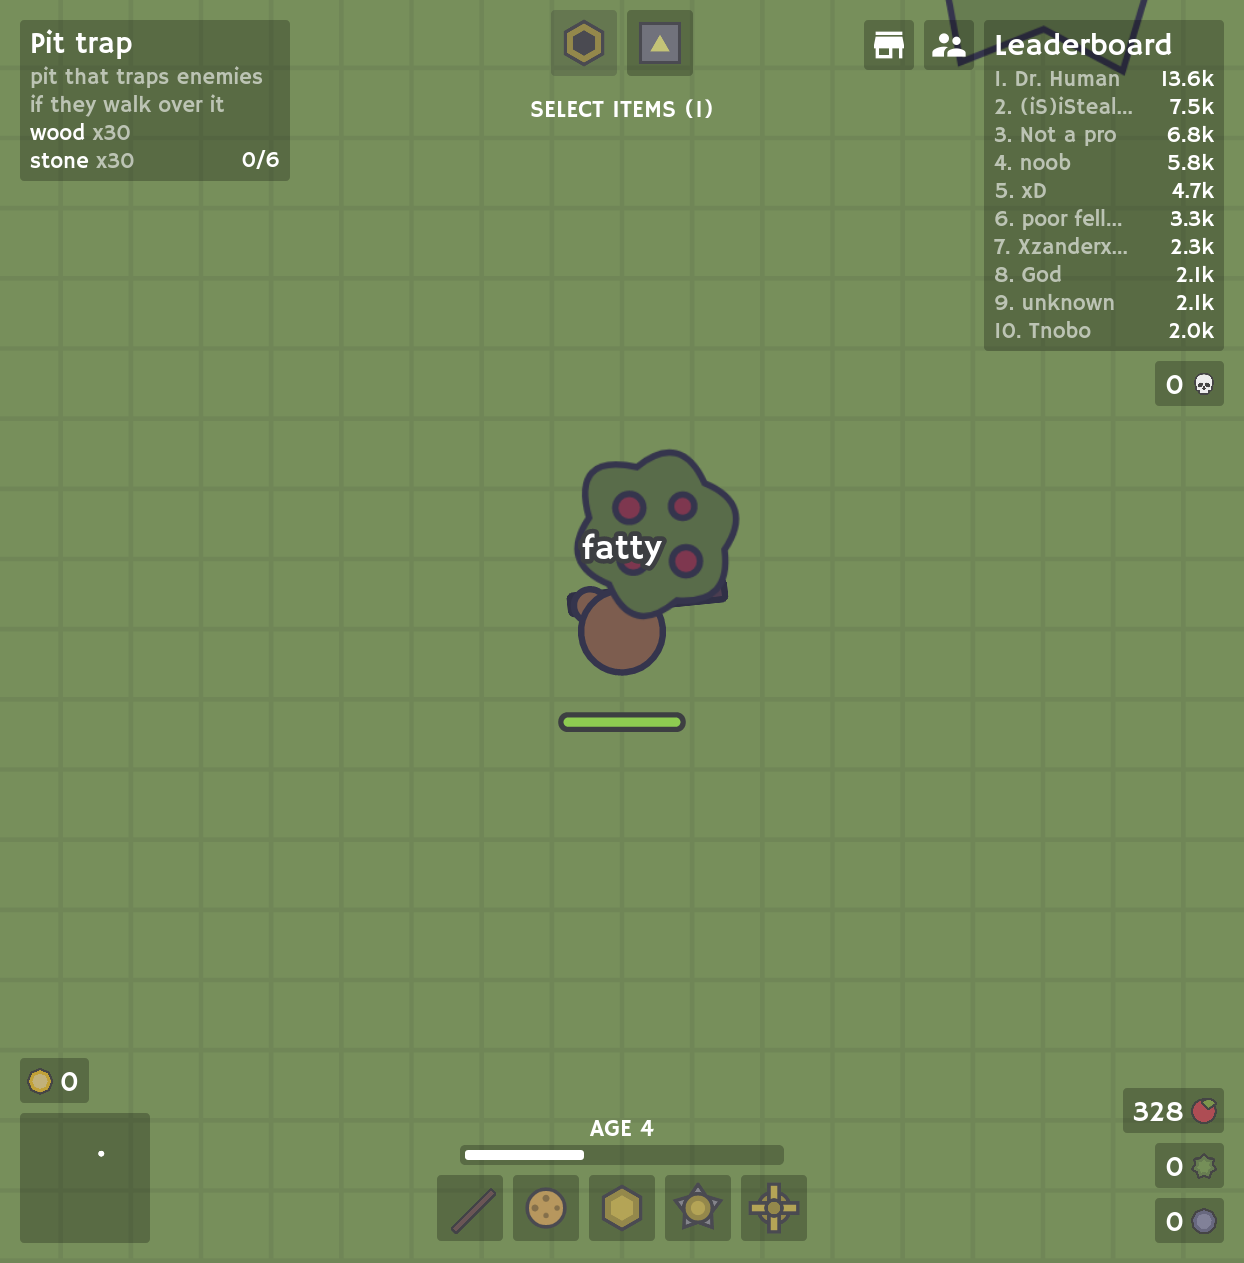 Pit trap
pit that traps enemies
if they walk over it
wood x30
stone x30 0/6
SELECT ITEMS (1)
Leaderboard
1. Dr. Human 13.6k
2. (iS)iSteal... 7.5k
3. Not a pro 6.8k
4. noob 5.8k
5. xD 4.7k
6. poor fell... 3.3k
7. Xzanderx... 2.3k
8. God 2.1k
9. unknown 2.1k
10. Tnobo 2.0k
0
fatty
0
AGE 4
328
0
0